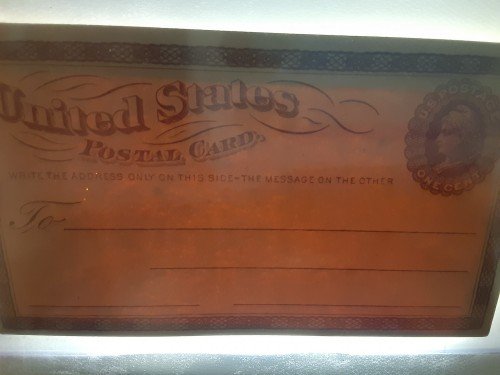 United States
POSTAL CARD.
U.S. POSTAGE
ONE CENT
WRITE THE ADDRESS ONLY ON THIS SIDE-THE MESSAGE ON THE OTHER
To